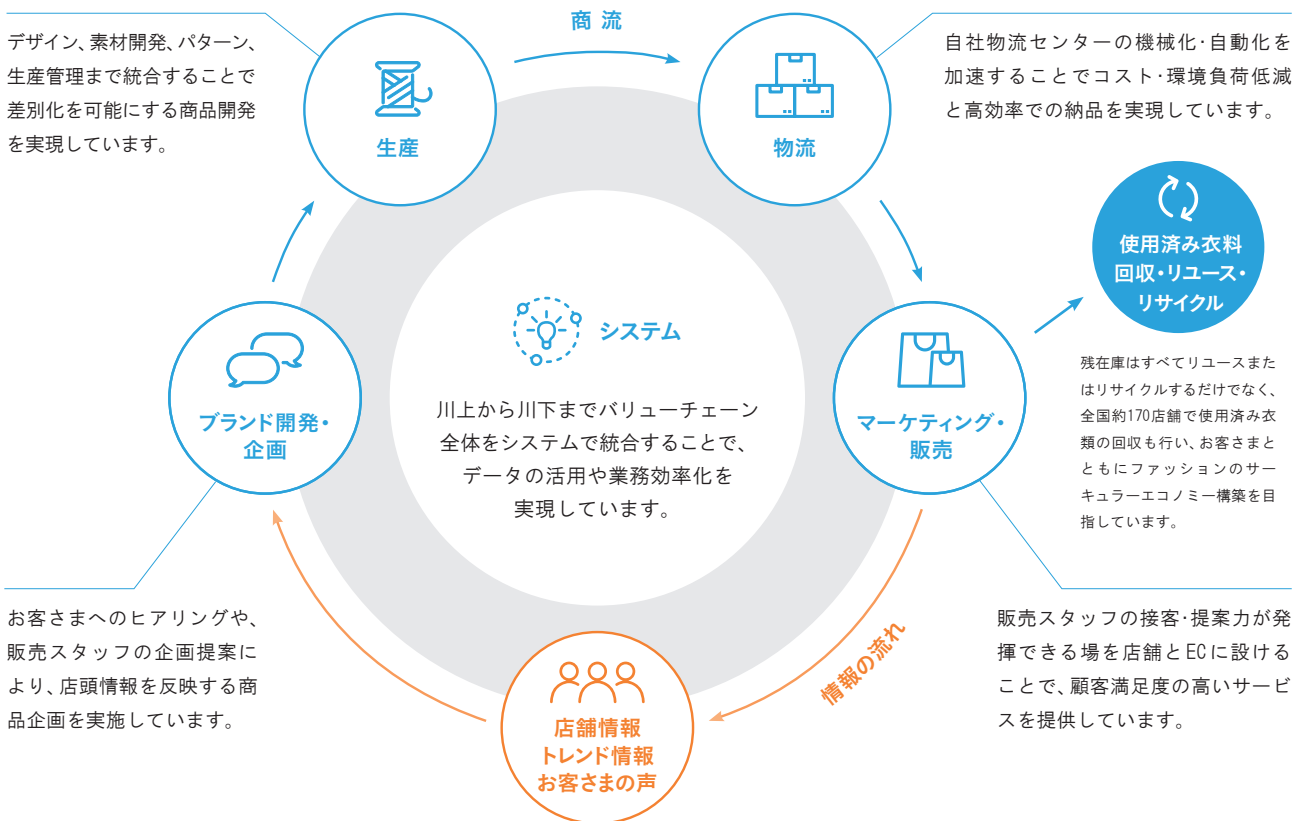 商流
デザイン、素材開発、パターン、
生産管理まで統合することで
差別化を可能にする商品開発
を実現しています。
生産
物流
自社物流センターの機械化・自動化を
加速することでコスト・環境負荷低減
と高効率での納品を実現しています。
使用済み衣料
回収・リユース・
リサイクル
残在庫はすべてリユースまた
はリサイクルするだけでなく、
全国約170店舗で使用済み衣
類の回収も行い、お客さまと
ともにファッションのサー
キュラーエコノミー構築を目
指しています。
システム
川上から川下までバリューチェーン
全体をシステムで統合することで、
データの活用や業務効率化を
実現しています。
ブランド開発・
企画
マーケティング・
販売
お客さまへのヒアリングや、
販売スタッフの企画提案に
より、店頭情報を反映する商
品企画を実施しています。
情報の流れ
店舗情報
トレンド情報
お客さまの声
販売スタッフの接客・提案力が発
揮できる場を店舗とECに設ける
ことで、顧客満足度の高いサービ
スを提供しています。